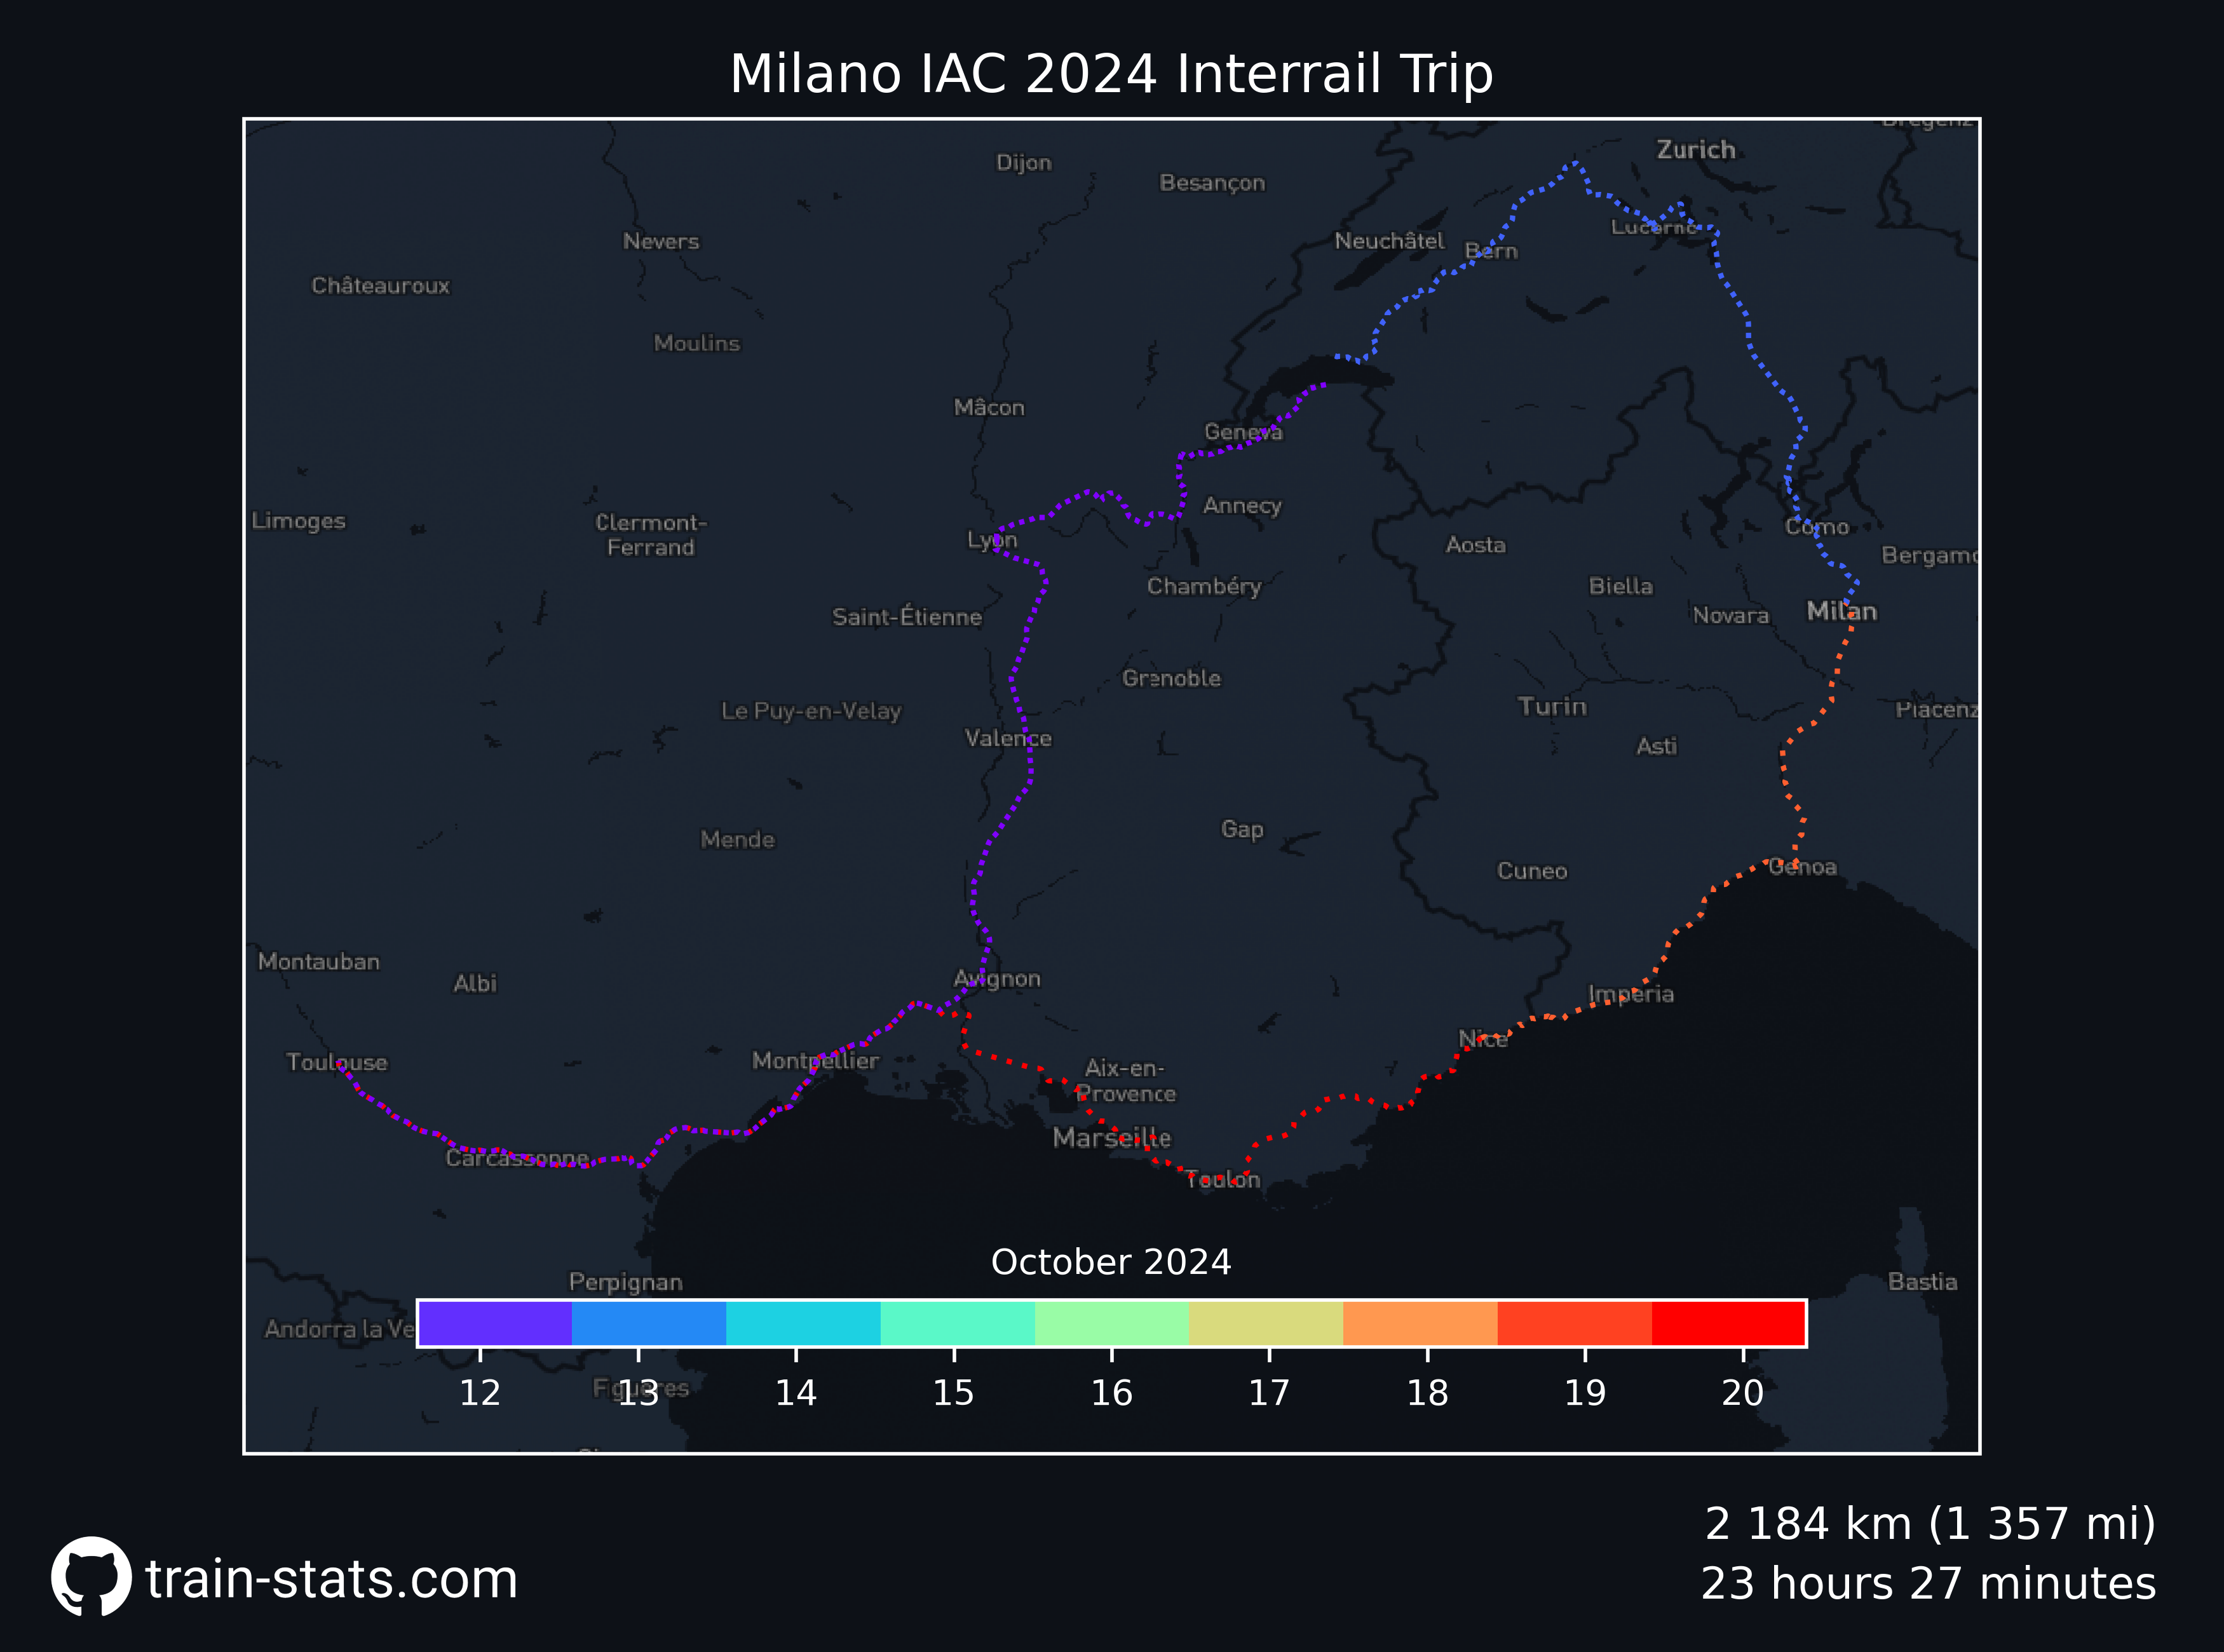 Milano IAC 2024 Interrail Trip
Bregenz
Zurich
Dijon
Besançon
Lucerne
Neuchâtel
Bern
Nevers
Châteauroux
Moulins
Mâcon
Geneva
Annecy
Limoges
Clermont-
Ferrand
Lyon
Como
Aosta
Bergamo
Chambéry
Biella
Saint-Étienne
Novara
Milan
Grenoble
Le Puy-en-Velay
Turin
Piacenz
Valence
Asti
Mende
Gap
Cuneo
Genoa
Montauban
Albi
Avignon
Imperia
Nice
Toulouse
Montpellier
Aix-en-
Provence
Marseille
Carcassonne
Toulon
October 2024
Perpignan
Bastia
Andorra la Ve
Figueres
12 13 14 15 16 17 18 19 20
2 184 km (1 357 mi)
train-stats.com
23 hours 27 minutes